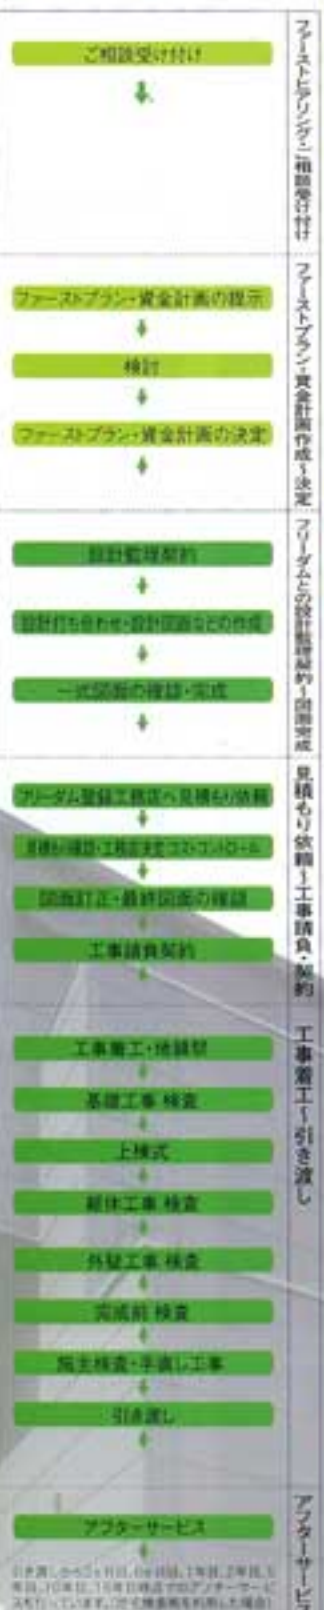 ファーストヒアリング・ご相談受け付け
ご相談受け付け
ファーストプラン・資金計画作成～決定
ファーストプラン・資金計画の提示
検討
ファーストプラン・資金計画の決定
フリーダムとの設計監理契約～図面完成
設計監理契約
設計打ち合わせ・設計図面などの作成
一式図面の確認・完成
見積もり依頼～工事請負・契約
フリーダム登録工務店へ見積もり依頼
見積もり確認・工務店決定 コストコントロール
図面訂正・最終図面の確認
工事請負契約
工事着工～引き渡し
工事着工・地鎮祭
基礎工事 検査
上棟式
躯体工事 検査
外壁工事 検査
完成前 検査
施主検査・手直し工事
引き渡し
アフターサービス
アフターサービス